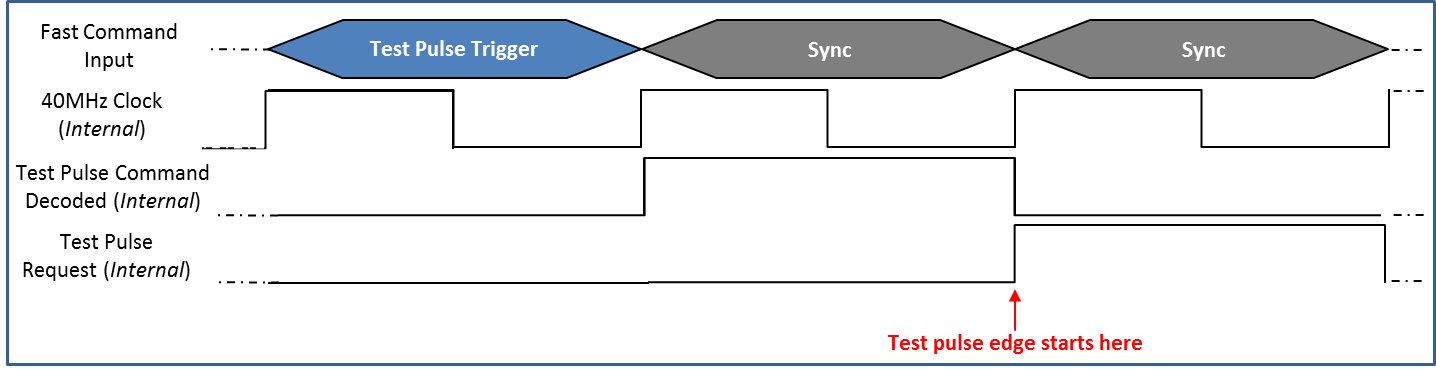 Fast Command
Input
Test Pulse Trigger
Sync
Sync
40MHz Clock
(Internal)
Test Pulse Command
Decoded (Internal)
Test Pulse
Request (Internal)
Test pulse edge starts here